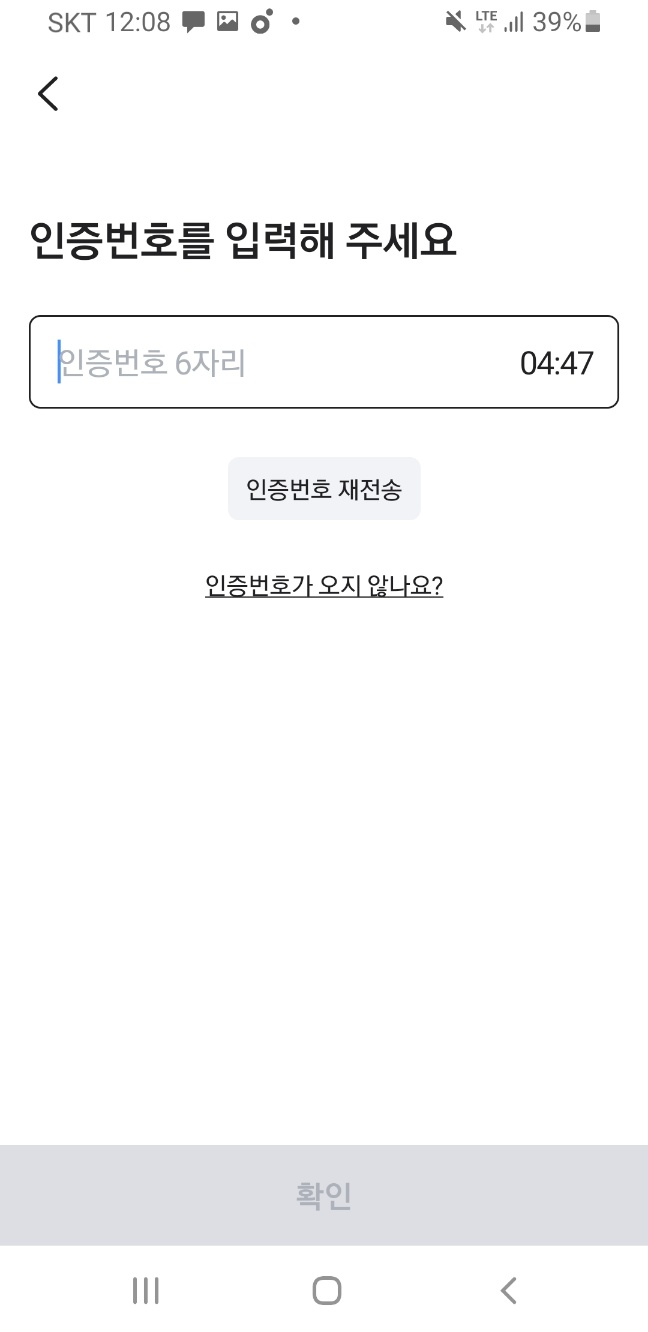 SKT 12:08 LTE 39%
인증번호를 입력해 주세요
인증번호 6자리 04:47
인증번호 재전송
인증번호가 오지 않나요?
확인